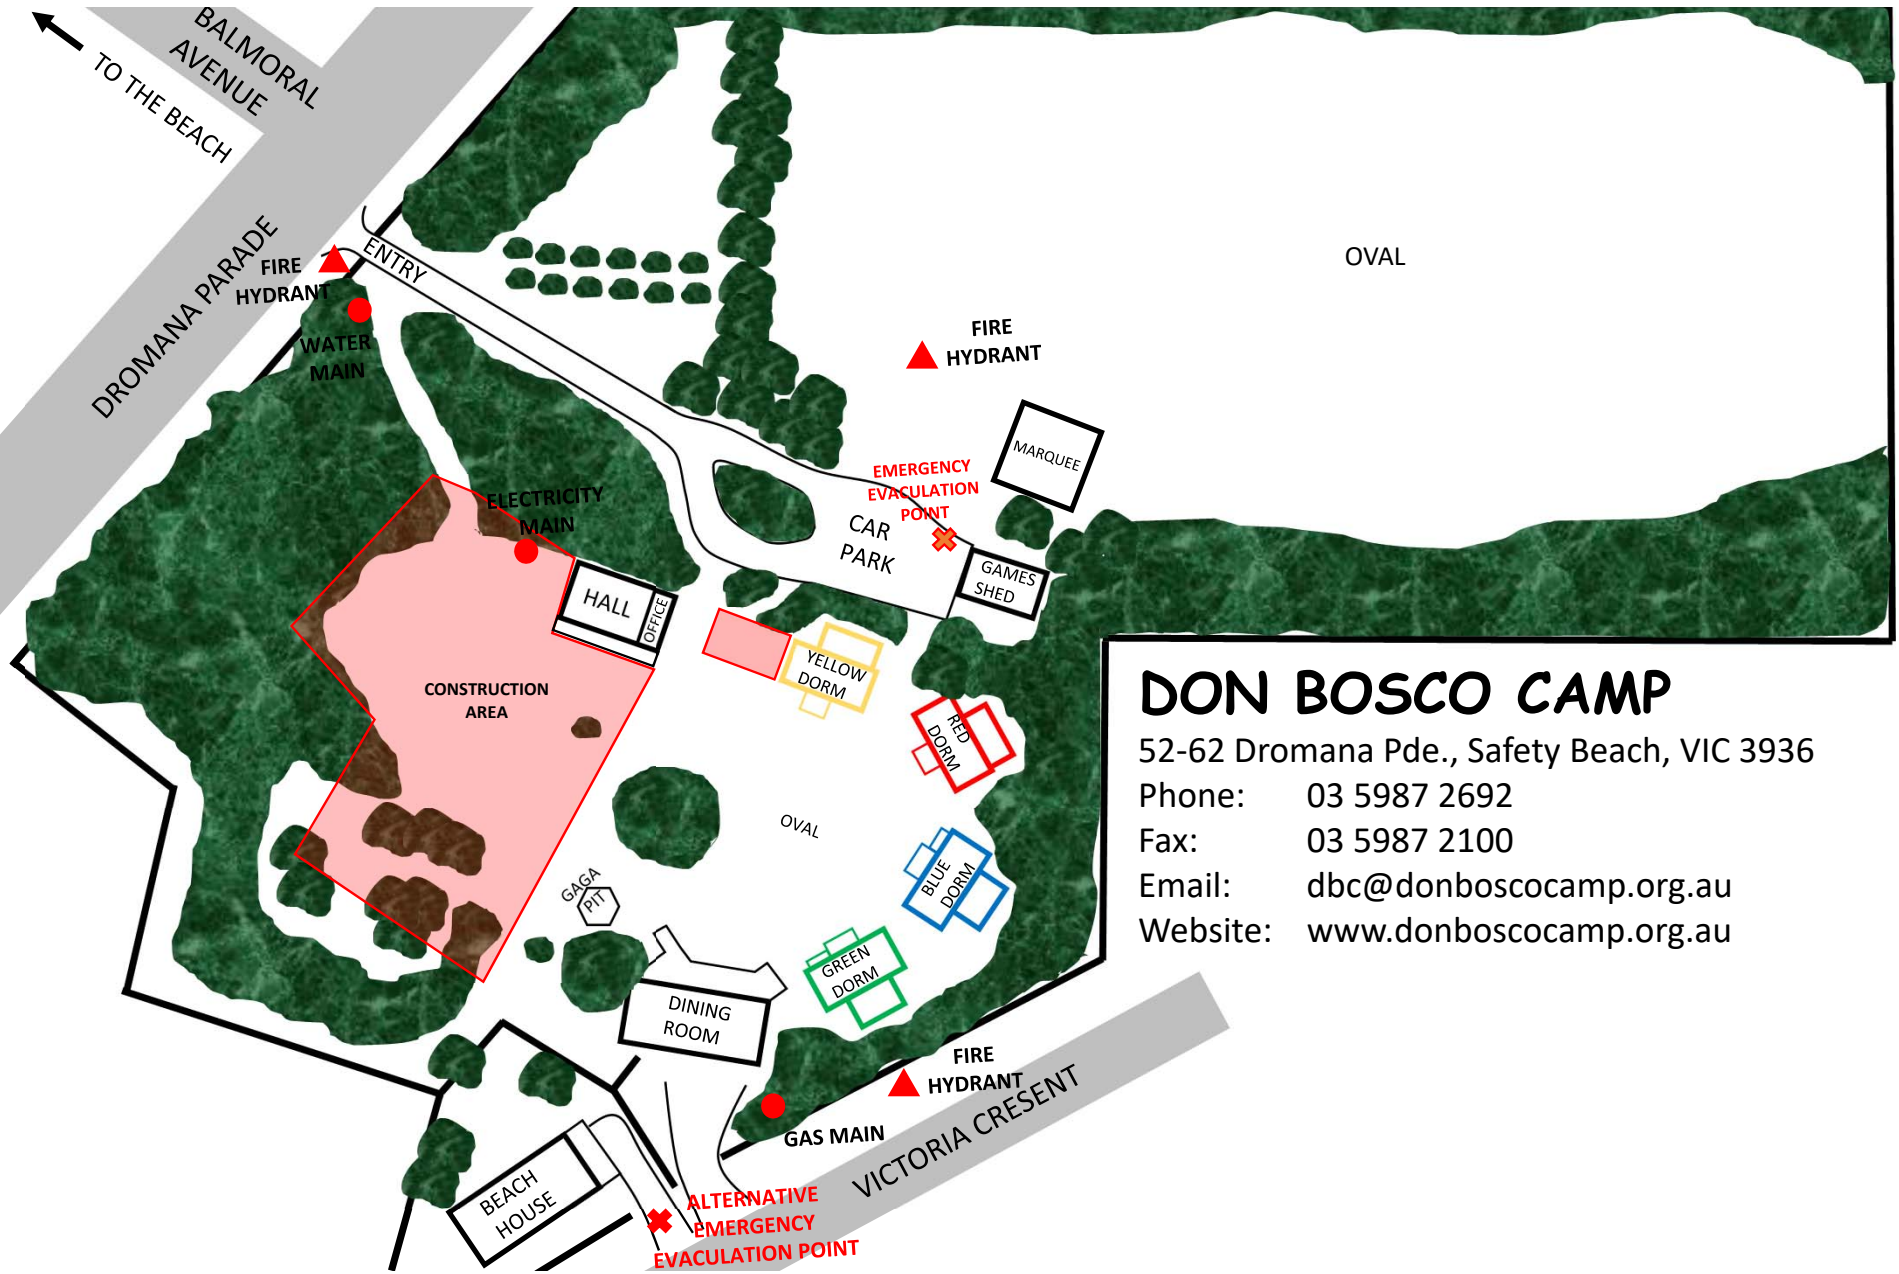 BALMORAL
AVENUE
TO THE BEACH
DROMANA PARADE
ENTRY
FIRE
HYDRANT
WATER
MAIN
OVAL
FIRE
HYDRANT
MARQUEE
EMERGENCY
EVACULATION
POINT
CAR
PARK
GAMES
SHED
ELECTRICITY
MAIN
HALL
OFFICE
CONSTRUCTION
AREA
YELLOW
DORM
RED
DORM
OVAL
BLUE
DORM
GAGA
PIT
GREEN
DORM
DINING
ROOM
DON BOSCO CAMP
52-62 Dromana Pde., Safety Beach, VIC 3936
Phone: 03 5987 2692
Fax: 03 5987 2100
Email: dbc@donboscocamp.org.au
Website: www.donboscocamp.org.au
FIRE
HYDRANT
GAS MAIN
VICTORIA CRESENT
BEACH
HOUSE
ALTERNATIVE
EMERGENCY
EVACULATION POINT